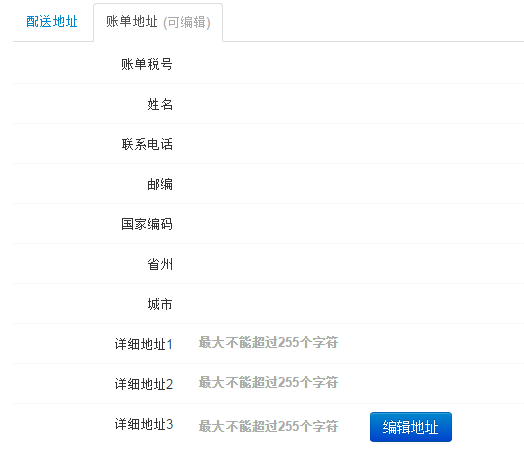 配送地址 账单地址 (可编辑)
账单税号
姓名
联系电话
邮编
国家编码
省州
城市
详细地址1 最大不能超过255个字符
详细地址2 最大不能超过255个字符
详细地址3 最大不能超过255个字符 编辑地址